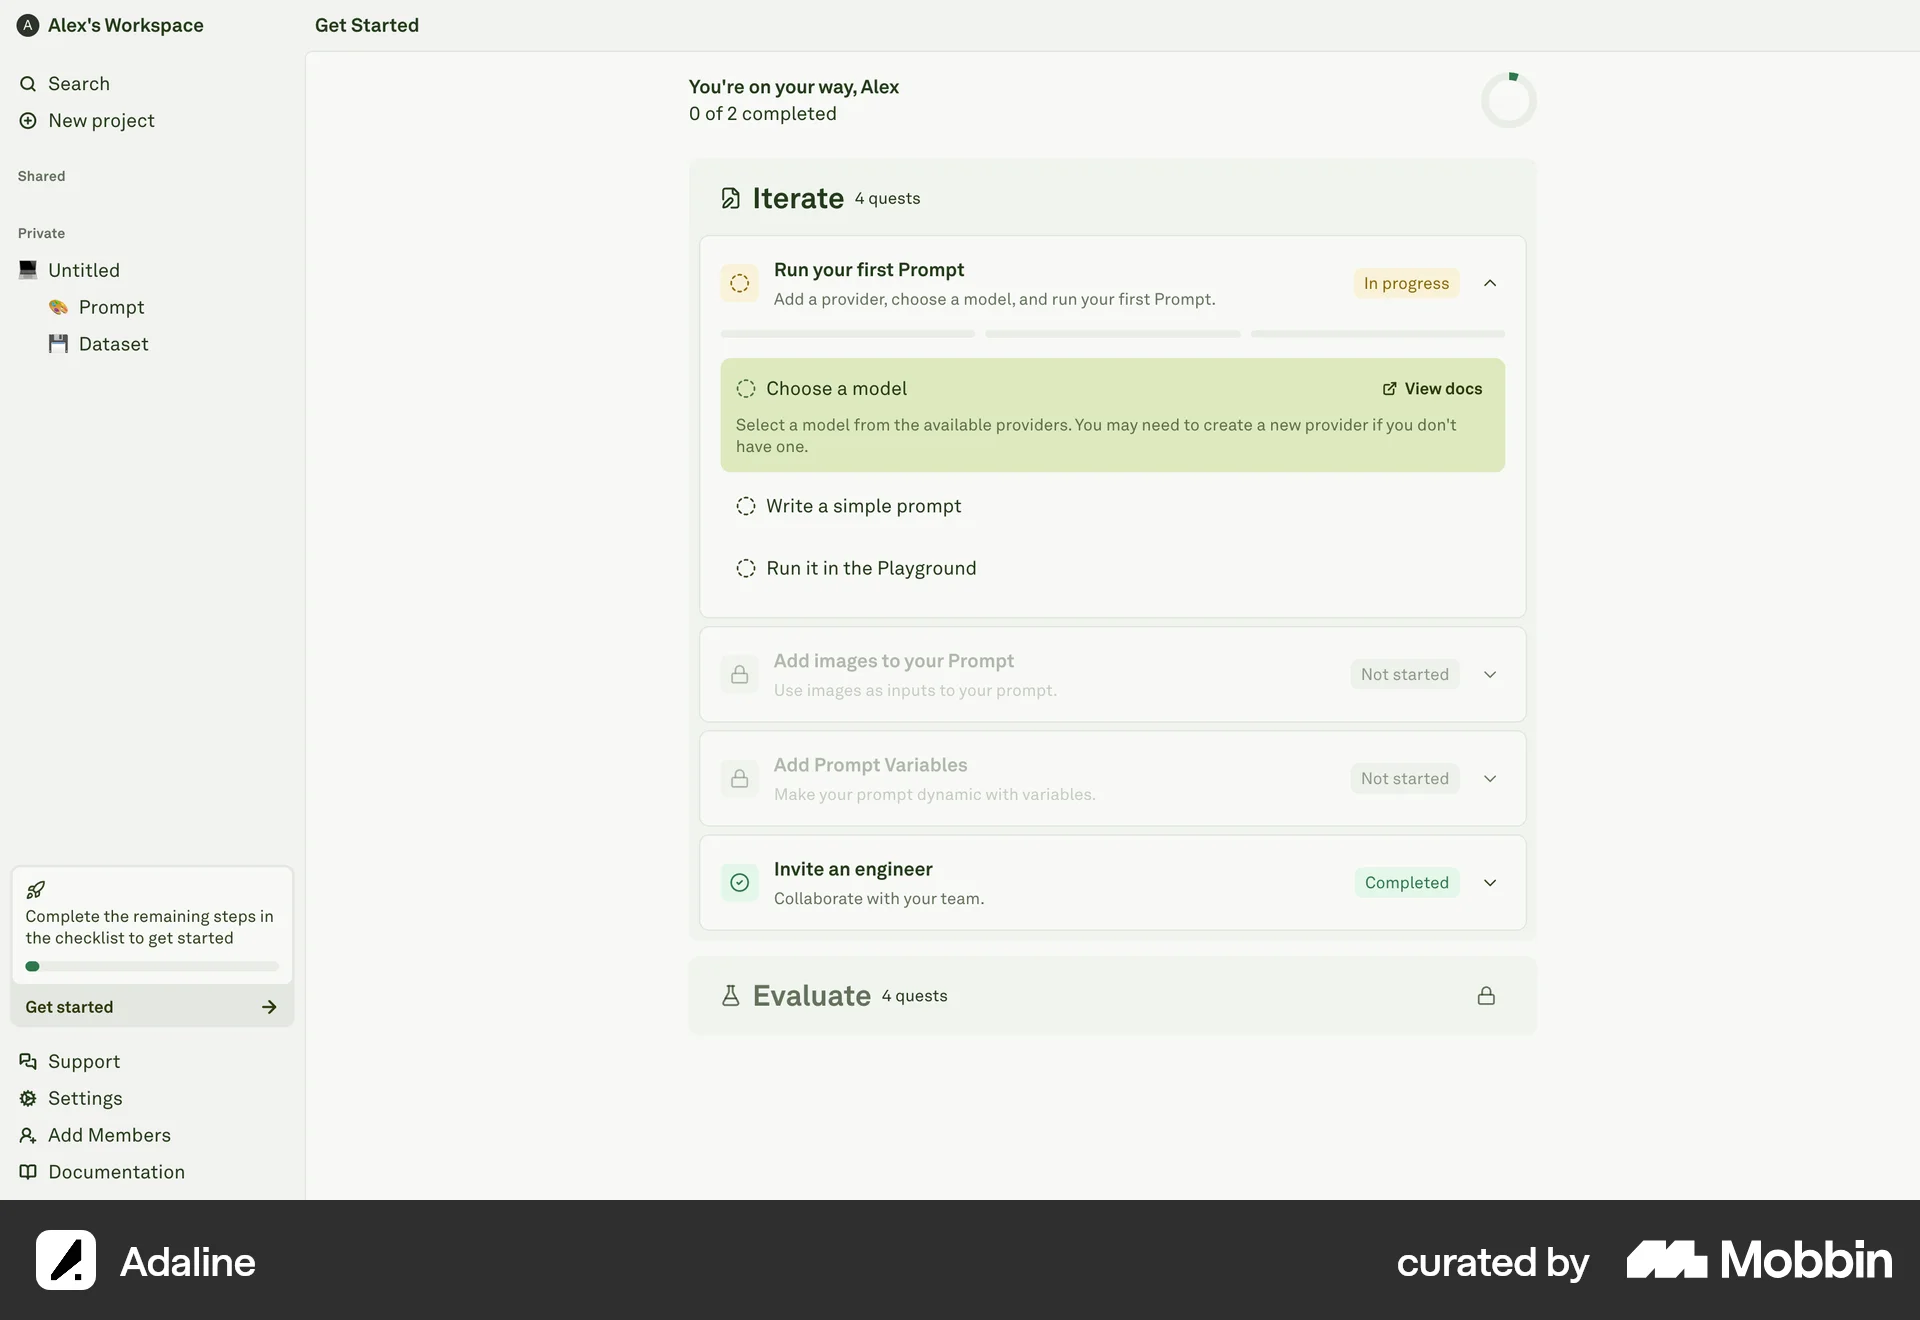 A Alex's Workspace
Get Started
Search
New project
Shared
Private
Untitled
Prompt
Dataset
Complete the remaining steps in
the checklist to get started
Get started
Support
Settings
Add Members
Documentation
You're on your way, Alex
0 of 2 completed
Iterate 4 quests
Run your first Prompt
Add a provider, choose a model, and run your first Prompt.
In progress
Choose a model
View docs
Select a model from the available providers. You may need to create a new provider if you don't
have one.
Write a simple prompt
Run it in the Playground
Add images to your Prompt
Use images as inputs to your prompt.
Not started
Add Prompt Variables
Make your prompt dynamic with variables.
Not started
Invite an engineer
Collaborate with your team.
Completed
Evaluate 4 quests
Adaline
curated by Mobbin